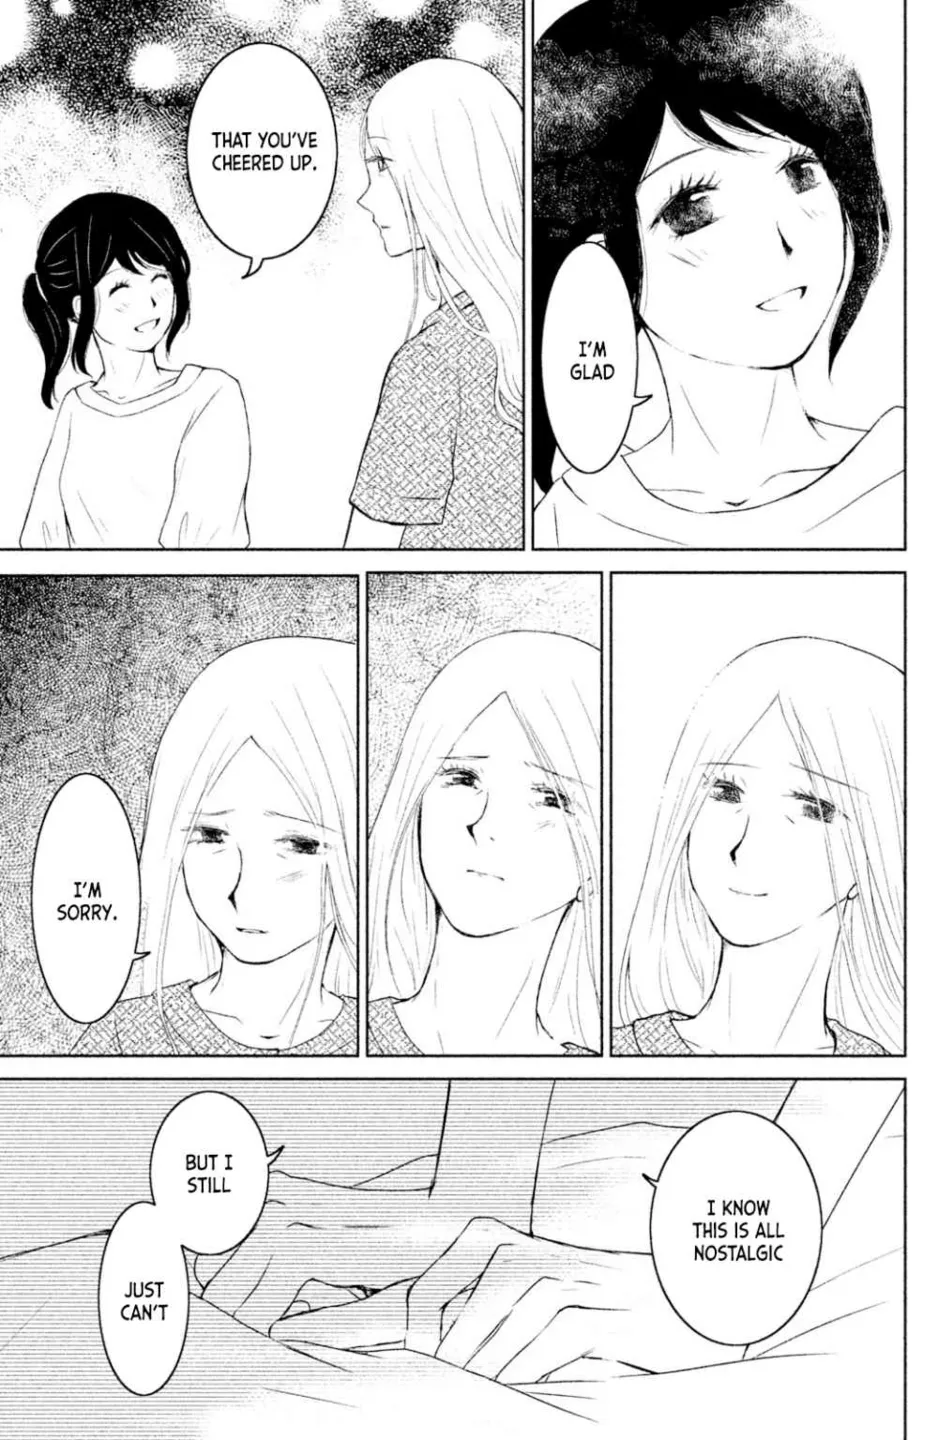 I'M
GLAD
THAT YOU'VE
CHEERED UP.
I'M
SORRY.
I KNOW
THIS IS ALL
NOSTALGIC
BUT I
STILL
JUST
CAN'T